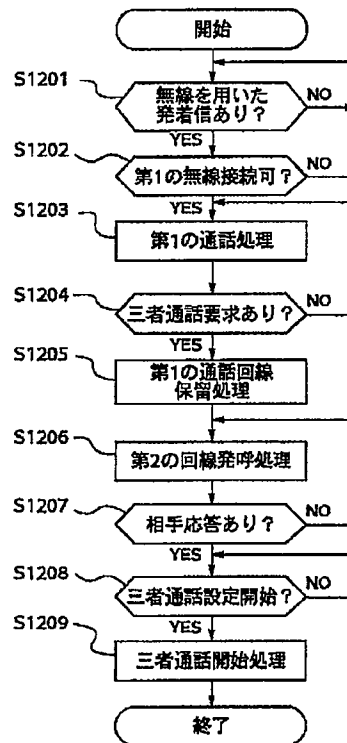 開始
S1201
無線を用いた
発着信あり？
NO
YES
S1202
第1の無線接続可？
NO
YES
S1203
第1の通話処理
S1204
三者通話要求あり？
NO
YES
S1205
第1の通話回線
保留処理
S1206
第2の回線発呼処理
S1207
相手応答あり？
NO
YES
S1208
三者通話設定開始？
NO
YES
S1209
三者通話開始処理
終了